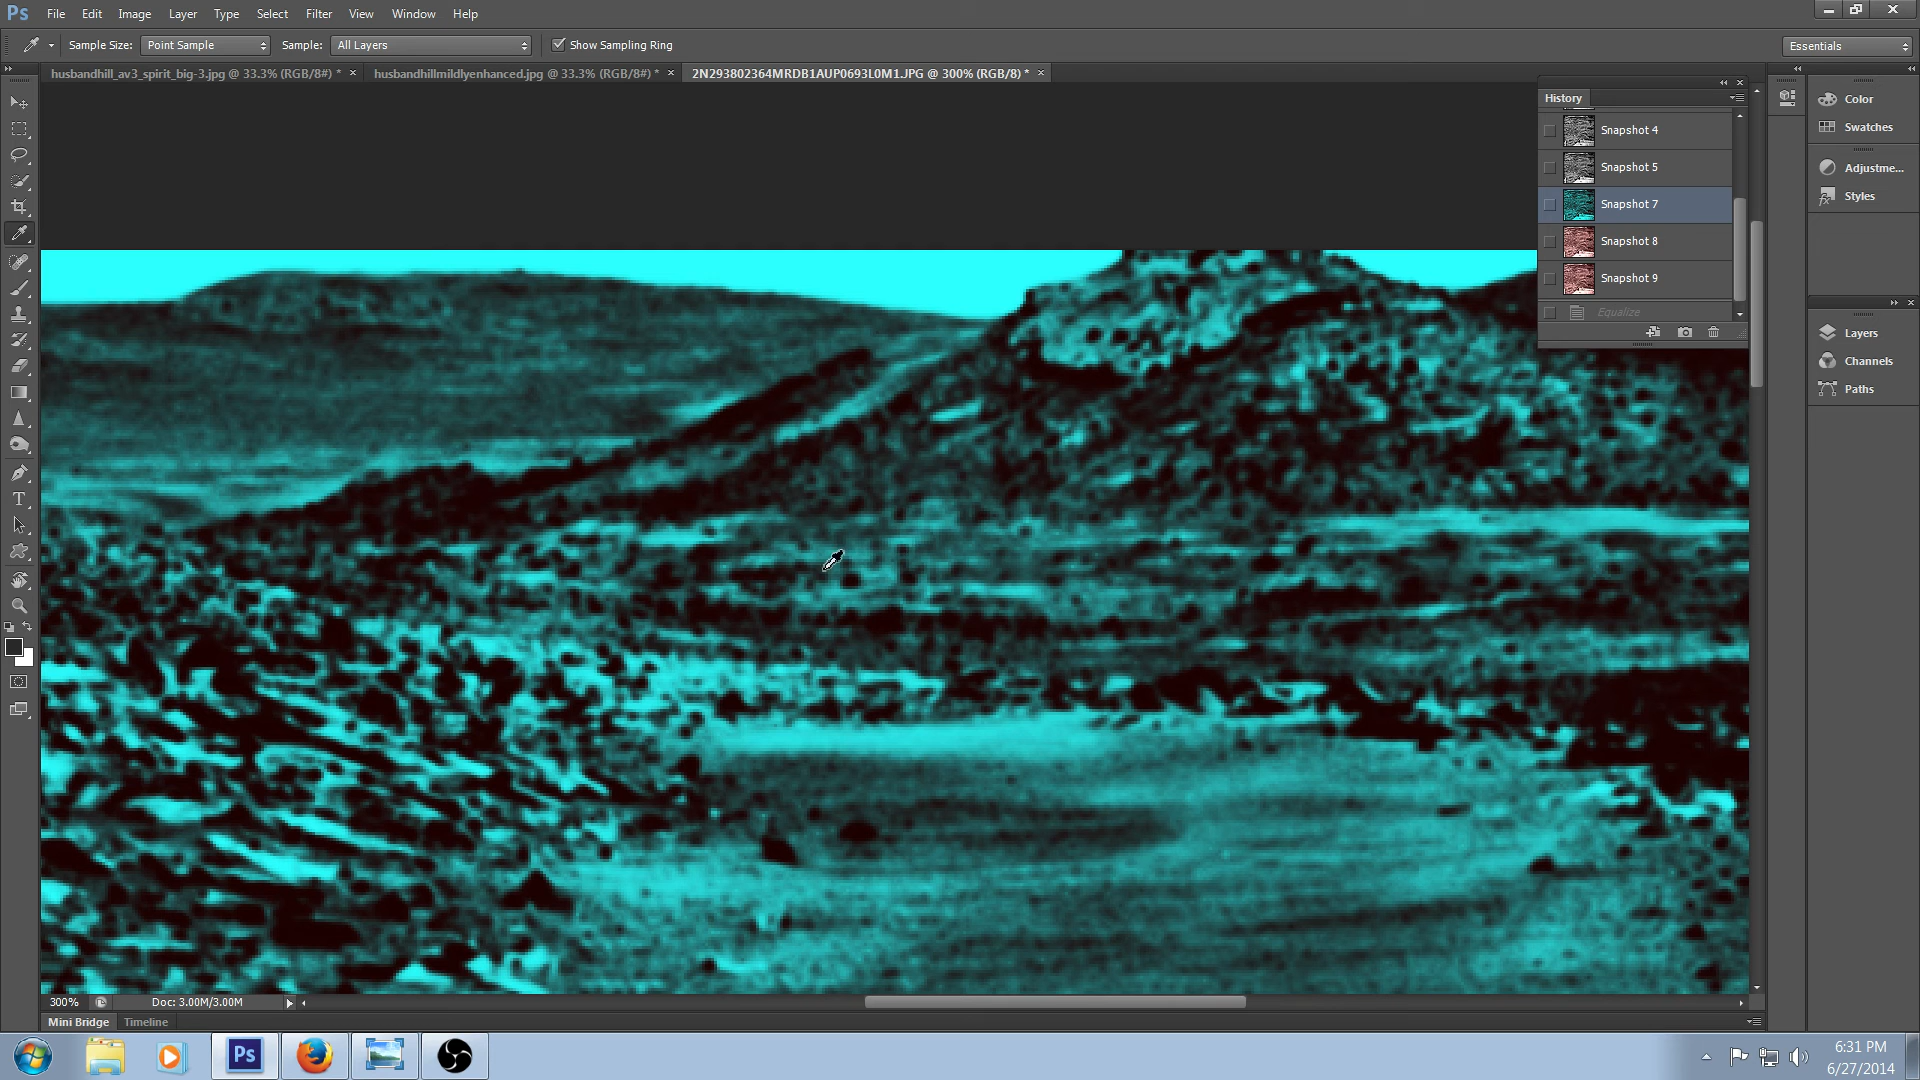 Ps File Edit Image Layer Type Select Filter View Window Help
Sample Size: Point Sample Sample: All Layers Show Sampling Ring Essentials
husbandhill_av3_spirit_big-3.jpg @ 33.3% (RGB/8#) * × husbandhillmildlyenhanced.jpg @ 33.3% (RGB/8#) * × 2N293802364MRDB1AUP0693L0M1.JPG @ 300% (RGB/8) * ×
History
Snapshot 4
Snapshot 5
Snapshot 7
Snapshot 8
Snapshot 9
Equalize
Color
Swatches
Adjustme...
Styles
Layers
Channels
Paths
T
300% Doc: 3.00M/3.00M
Mini Bridge Timeline
Ps
6:31 PM
6/27/2014